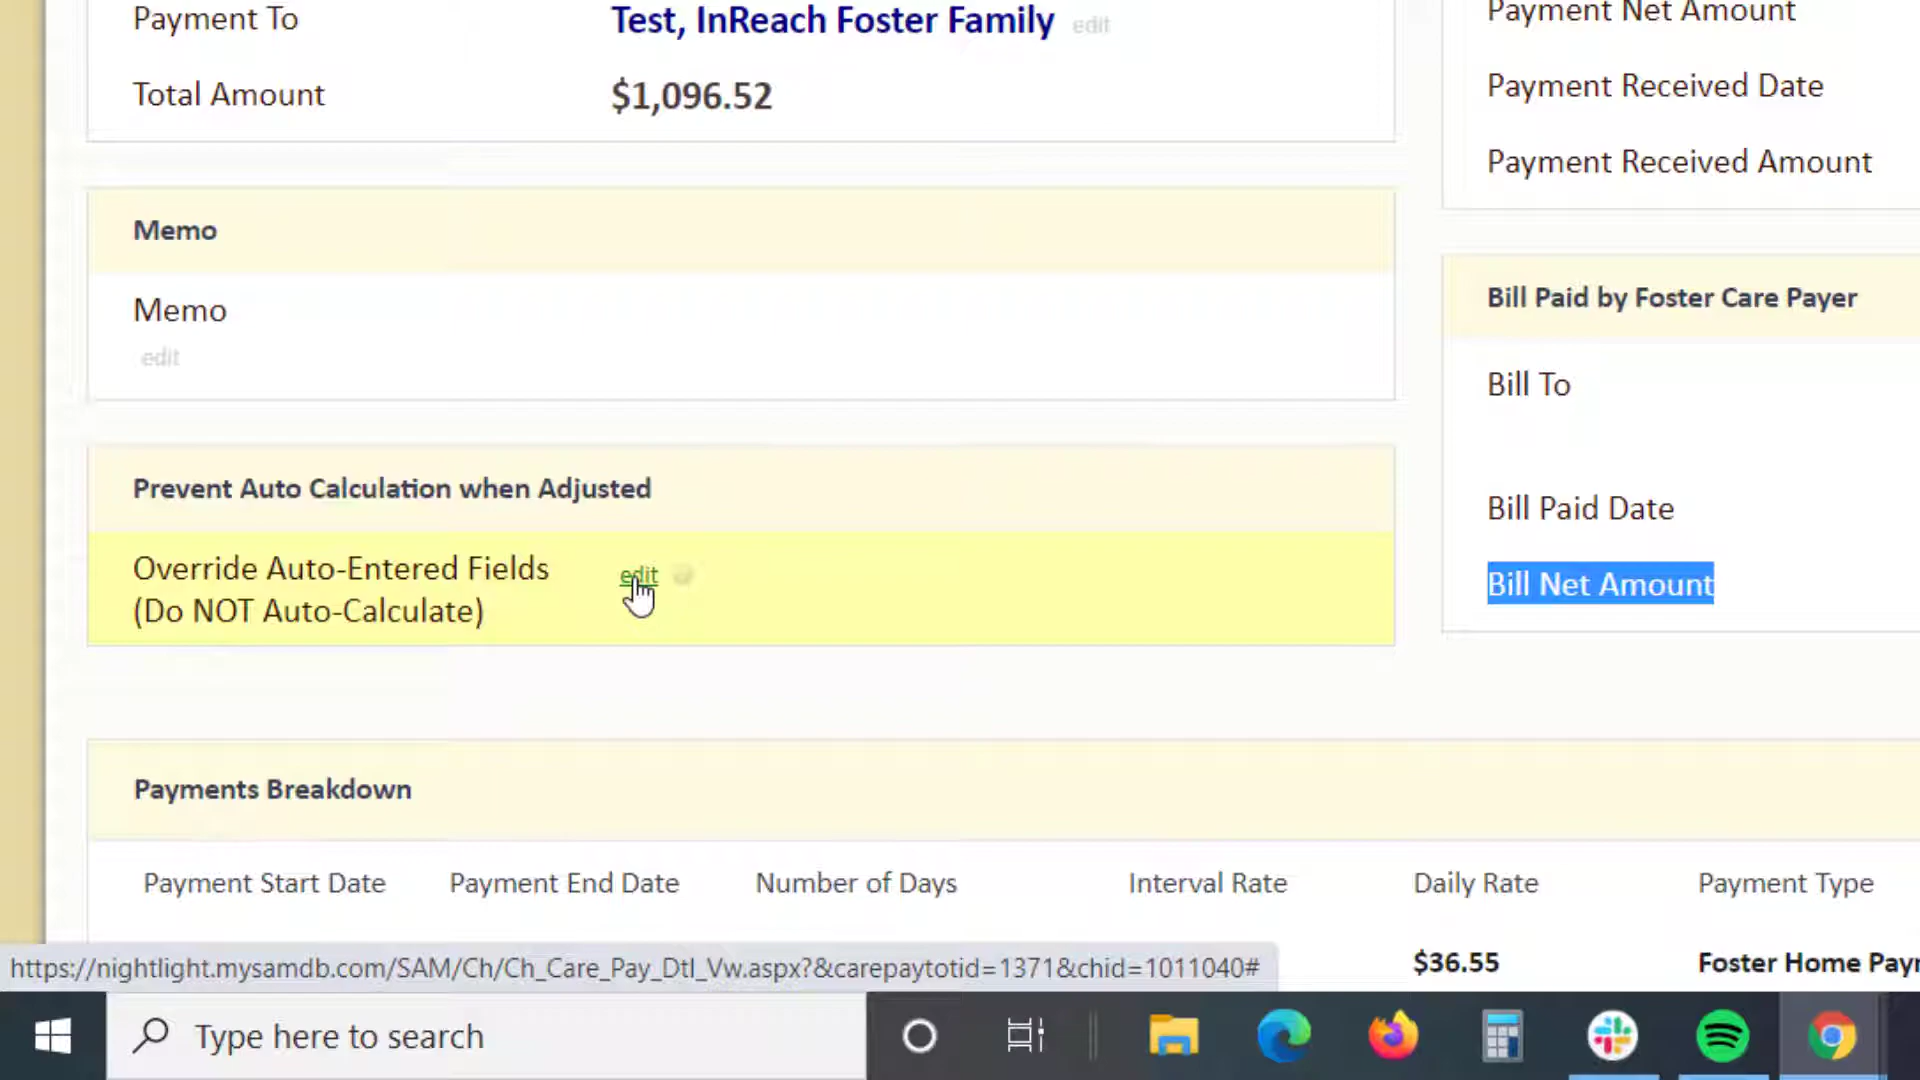 Payment To
Test, InReach Foster Family edit
Total Amount
$1,096.52
Memo
Memo
edit
Prevent Auto Calculation when Adjusted
Override Auto-Entered Fields
(Do NOT Auto-Calculate)
edit
Payment Net Amount
Payment Received Date
Payment Received Amount
Bill Paid by Foster Care Payer
Bill To
Bill Paid Date
Bill Net Amount
Payments Breakdown
Payment Start Date Payment End Date Number of Days Interval Rate Daily Rate Payment Type
$36.55 Foster Home
https://nightlight.mysamdb.com/SAM/Ch/Ch_Care_Pay_Dtl_Vw.aspx?&carepaytotid=1371&chid=1011040#
Type here to search